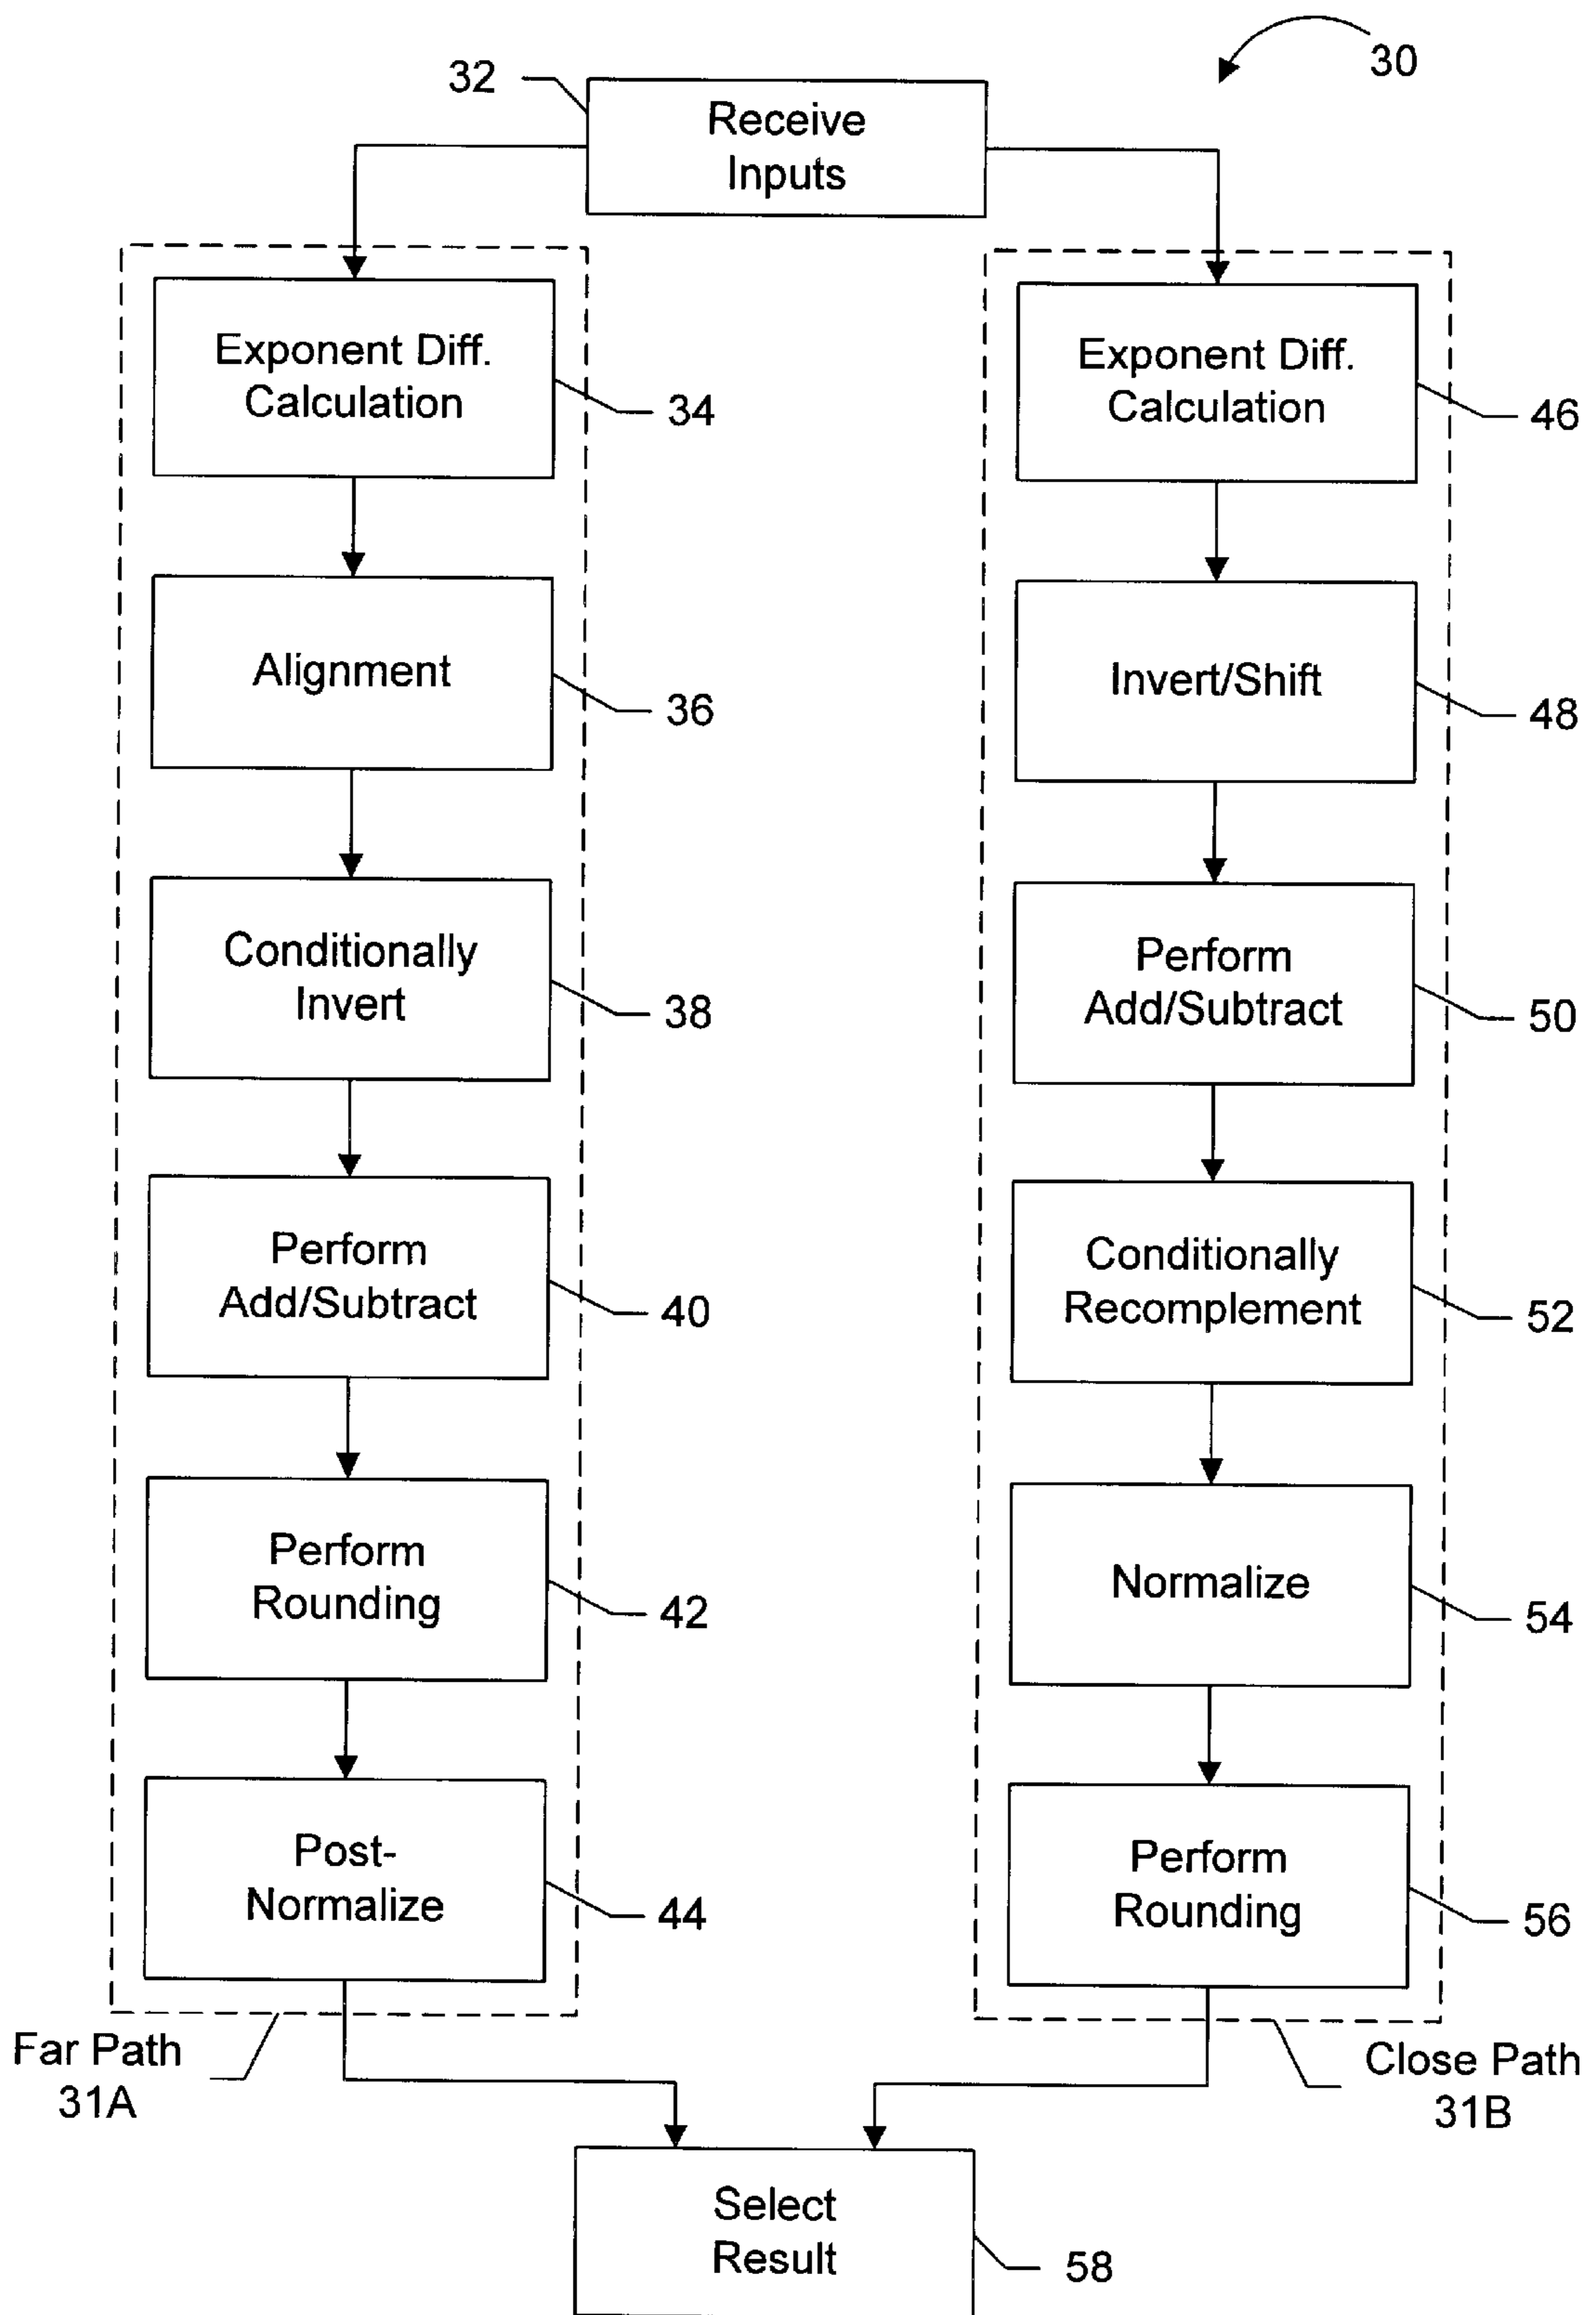 30
32
Receive
Inputs
Exponent Diff.
Calculation
34
Alignment
36
Conditionally
Invert
38
Perform
Add/Subtract
40
Perform
Rounding
42
Post-
Normalize
44
Far Path
31A
Exponent Diff.
Calculation
46
Invert/Shift
48
Perform
Add/Subtract
50
Conditionally
Recomplement
52
Normalize
54
Perform
Rounding
56
Close Path
31B
Select
Result
58